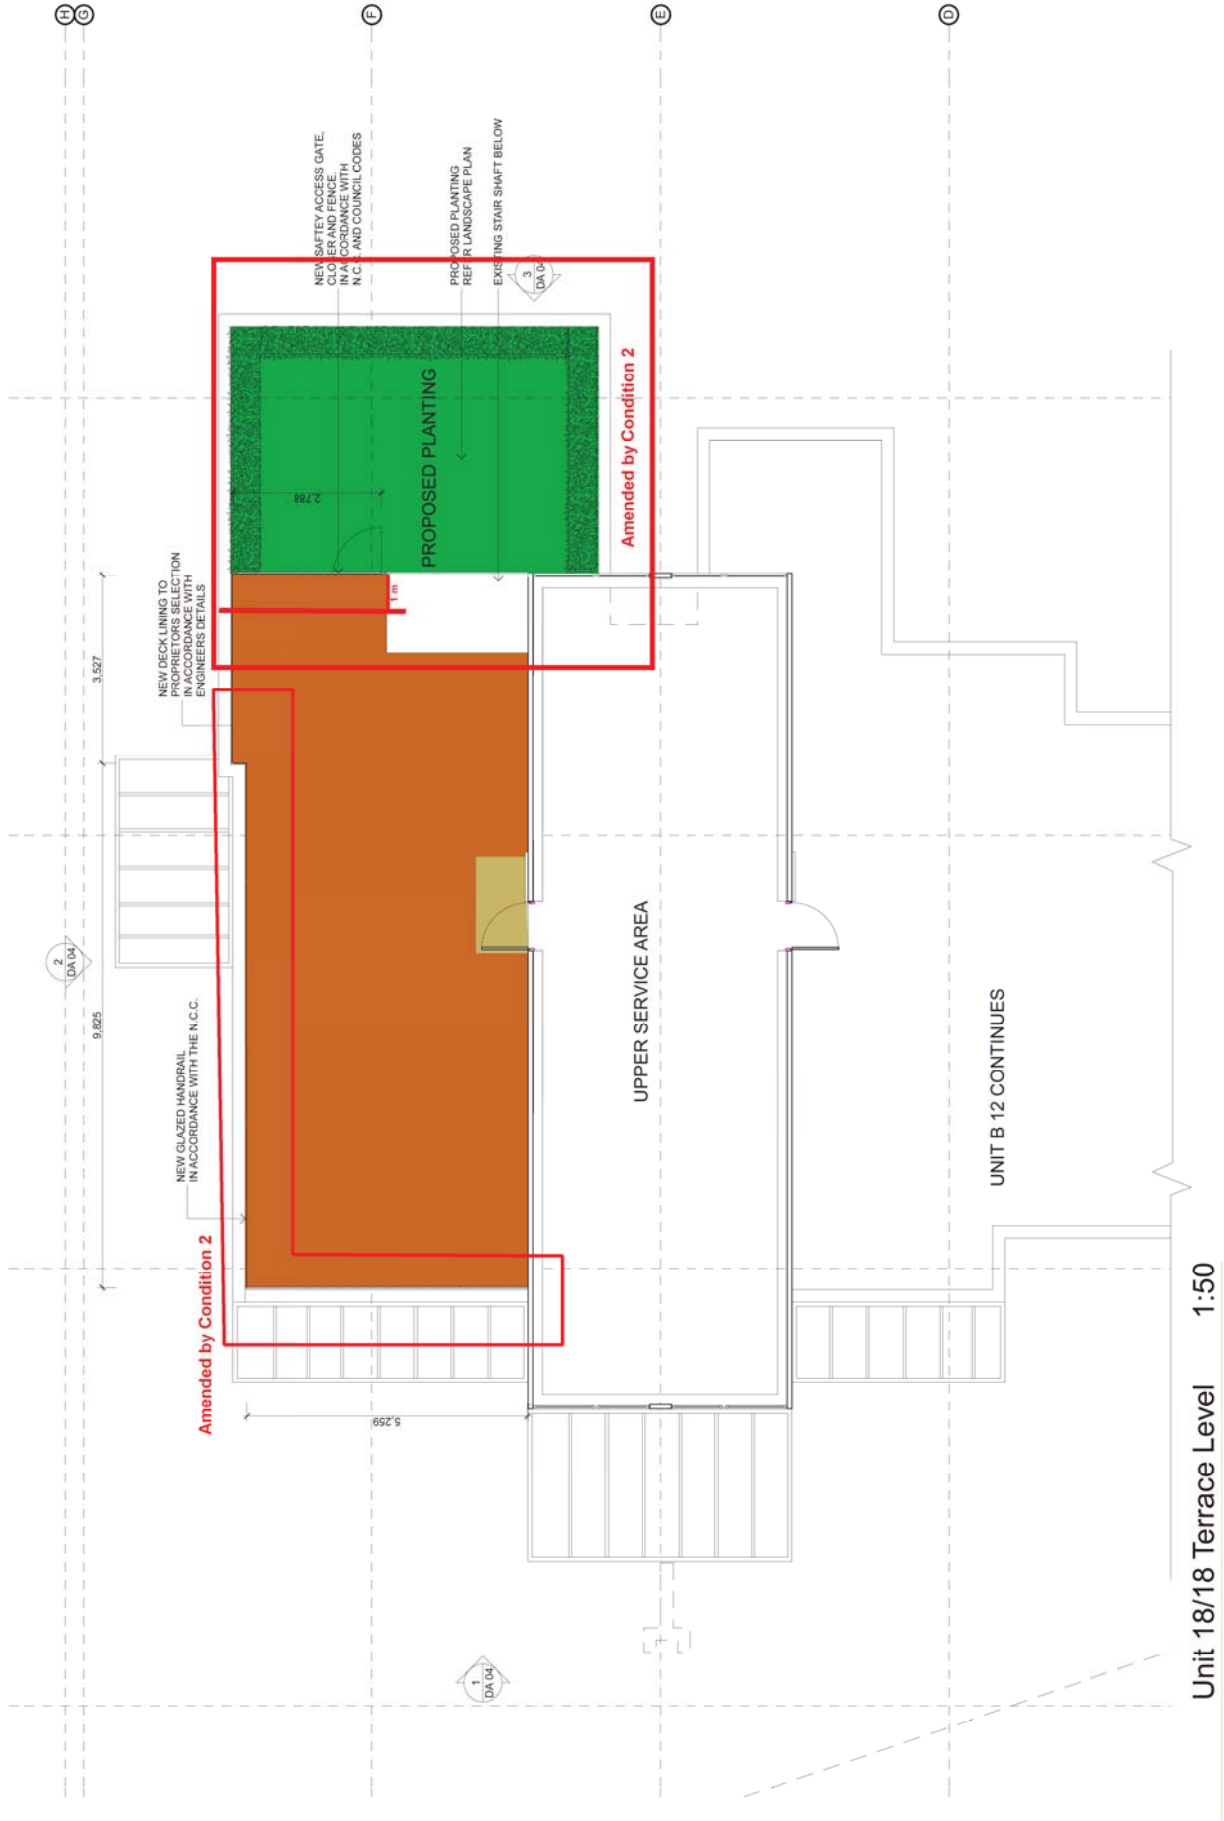 H
G
F
E
D
NEW SAFTEY ACCESS GATE,
CLOSER AND FENCE.
IN ACCORDANCE WITH
N.C.C. AND COUNCIL CODES
PROPOSED PLANTING
REFER LANDSCAPE PLAN
EXISTING STAIR SHAFT BELOW
3
DA 04
Amended by Condition 2
PROPOSED PLANTING
2,788
1 m
NEW DECK LINING TO
PROPRIETORS SELECTION
IN ACCORDANCE WITH
ENGINEERS DETAILS
3,527
2
DA 04
9,825
NEW GLAZED HANDRAIL
IN ACCORDANCE WITH THE N.C.C.
Amended by Condition 2
5,259
UPPER SERVICE AREA
UNIT B 12 CONTINUES
1
DA 04
Unit 18/18 Terrace Level 1:50